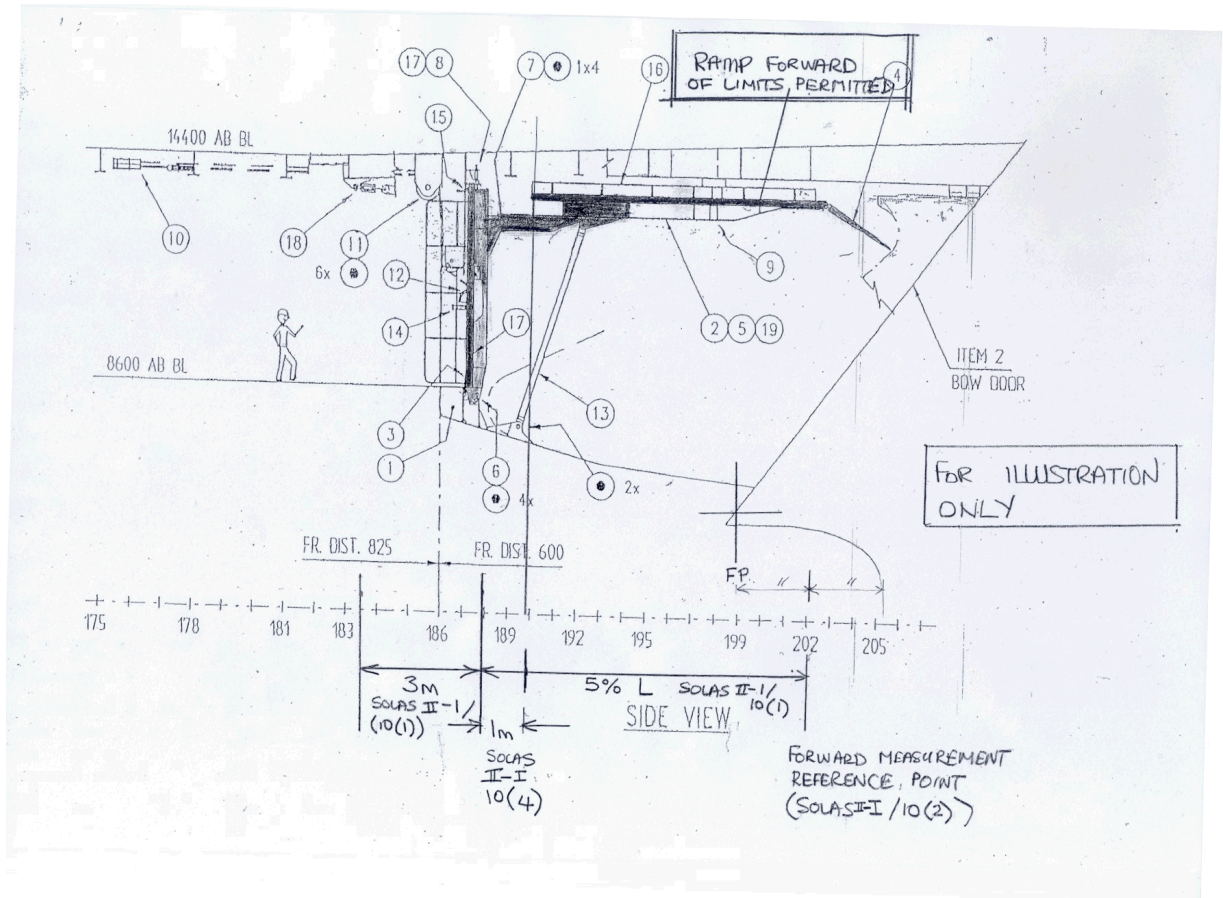 17 8
7 1x4
16
RAMP FORWARD
OF LIMITS PERMITTED
4
15
14400 AB BL
10
18
11
6x
12
14
17
9
2 5 19
8600 AB BL
ITEM 2
BOW DOOR
3
13
1
6
4x
2x
FOR ILLUSTRATION
ONLY
FR. DIST. 825
FR. DIST. 600
FP
175 178 181 183 186 189 192 195 199 202 205
3m
SOLAS II-1/
(10(1))
5% L SOLAS II-1/
10(1)
SIDE VIEW
1m
SOLAS
II-I
10(4)
FORWARD MEASUREMENT
REFERENCE POINT
(SOLAS II-I/10(2))